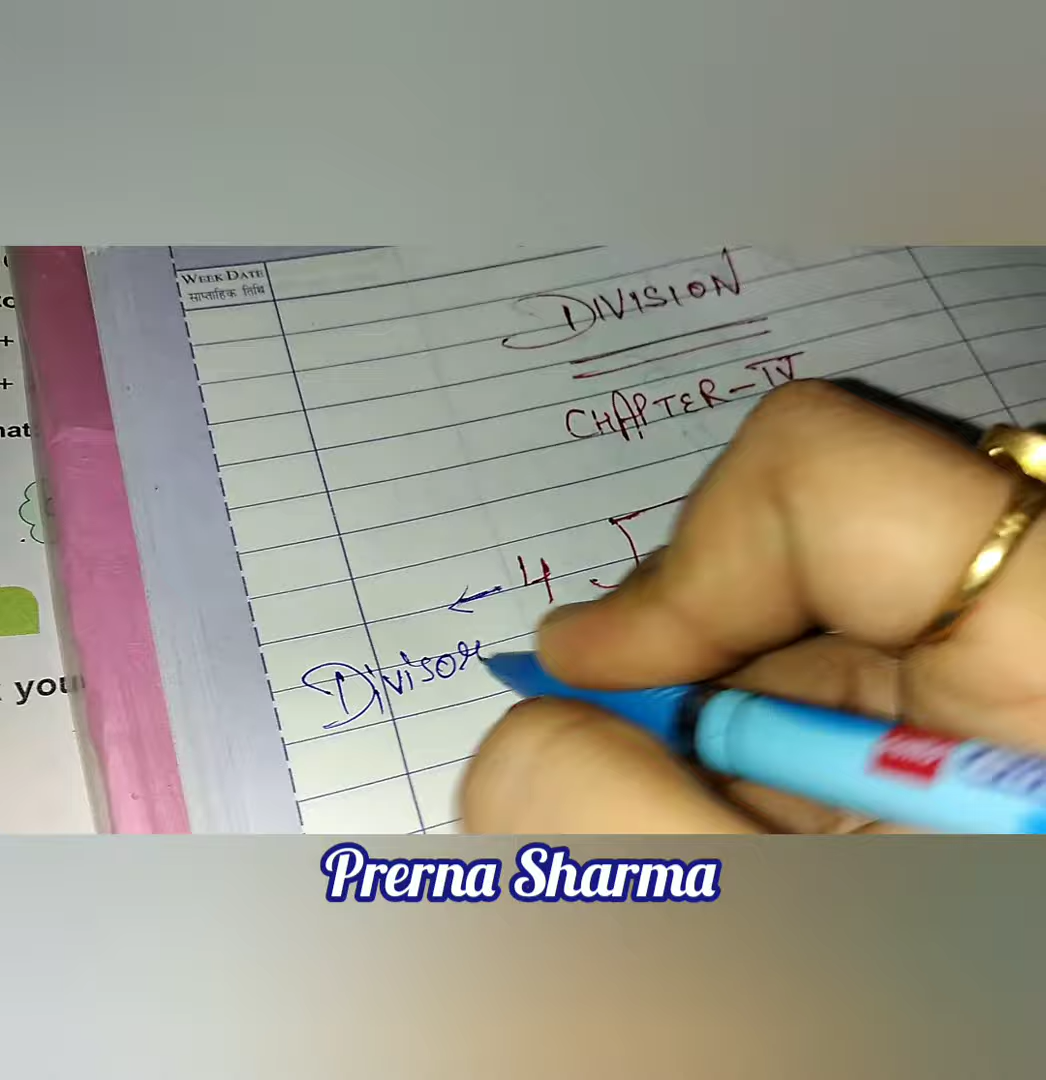 WEEK DATE
साप्ताहिक तिथि
DIVISION
CHAPTER-IV
4
Divisor
+
+
you
Prerna Sharma